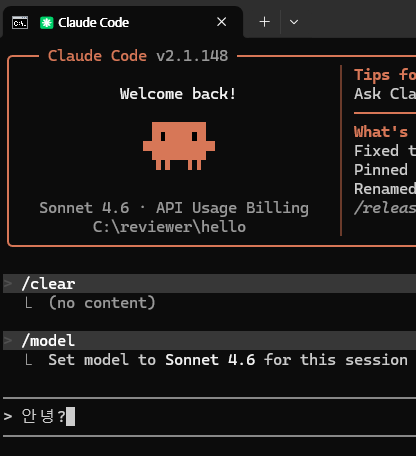 Claude Code
Claude Code v2.1.148
Welcome back!
Sonnet 4.6 · API Usage Billing
C:\reviewer\hello
Tips fo
Ask Cla
What's
Fixed t
Pinned
Renamed
/releas
> /clear
└ (no content)
> /model
└ Set model to Sonnet 4.6 for this session
> 안녕?